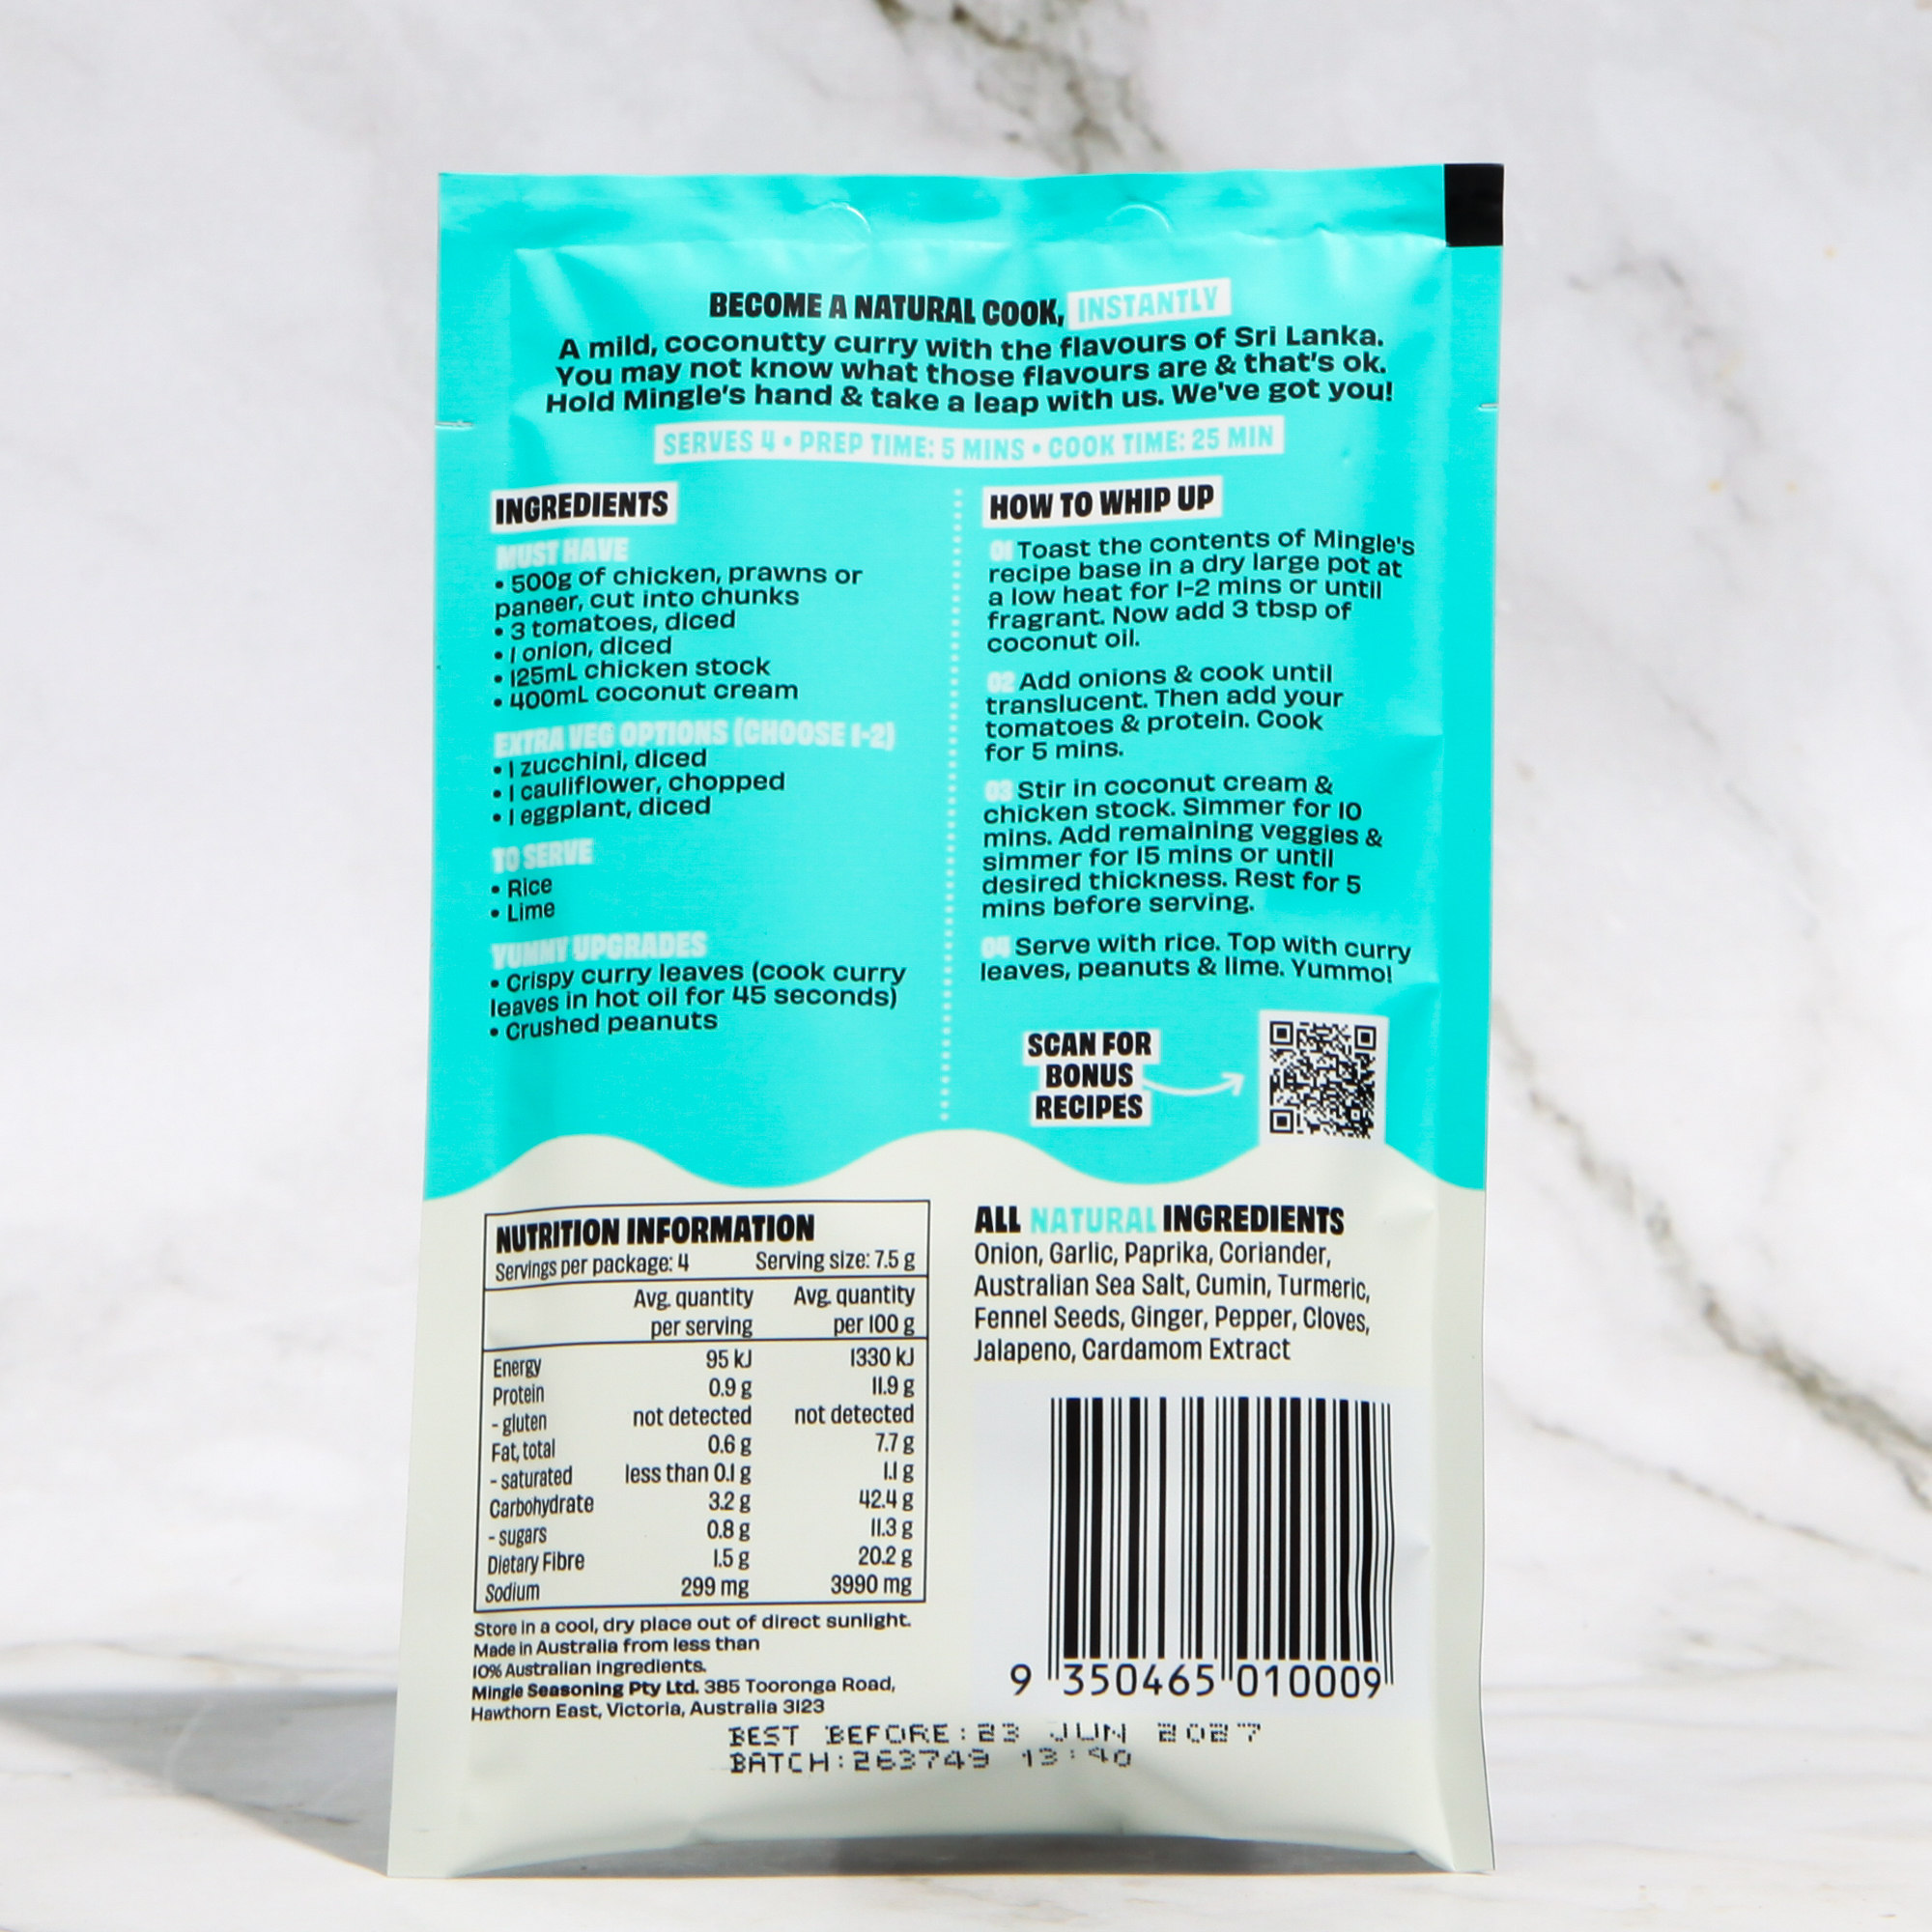 BECOME A NATURAL COOK, INSTANTLY
A mild, coconutty curry with the flavours of Sri Lanka.
You may not know what those flavours are & that's ok.
Hold Mingle's hand & take a leap with us. We've got you!
SERVES 4 • PREP TIME: 5 MINS • COOK TIME: 25 MIN
INGREDIENTS
MUST HAVE
• 500g of chicken, prawns or
paneer, cut into chunks
• 3 tomatoes, diced
• 1 onion, diced
• 125mL chicken stock
• 400mL coconut cream
EXTRA VEG OPTIONS (CHOOSE 1-2)
• 1 zucchini, diced
• 1 cauliflower, chopped
• 1 eggplant, diced
TO SERVE
• Rice
• Lime
YUMMY UPGRADES
• Crispy curry leaves (cook curry
leaves in hot oil for 45 seconds)
• Crushed peanuts
HOW TO WHIP UP
01 Toast the contents of Mingle's
recipe base in a dry large pot at
a low heat for 1-2 mins or until
fragrant. Now add 3 tbsp of
coconut oil.
02 Add onions & cook until
translucent. Then add your
tomatoes & protein. Cook
for 5 mins.
03 Stir in coconut cream &
chicken stock. Simmer for 10
mins. Add remaining veggies &
simmer for 15 mins or until
desired thickness. Rest for 5
mins before serving.
04 Serve with rice. Top with curry
leaves, peanuts & lime. Yummo!
SCAN FOR
BONUS
RECIPES
NUTRITION INFORMATION
Servings per package: 4 Serving size: 7.5 g
Avg. quantity Avg. quantity
per serving per 100 g
Energy 95 kJ 1330 kJ
Protein 0.9 g 11.9 g
- gluten not detected not detected
Fat, total 0.6 g 7.7 g
- saturated less than 0.1 g 1.1 g
Carbohydrate 3.2 g 42.4 g
- sugars 0.8 g 11.3 g
Dietary Fibre 1.5 g 20.2 g
Sodium 299 mg 3990 mg
Store in a cool, dry place out of direct sunlight.
Made in Australia from less than
10% Australian ingredients.
Mingle Seasoning Pty Ltd. 385 Tooronga Road,
Hawthorn East, Victoria, Australia 3123
ALL NATURAL INGREDIENTS
Onion, Garlic, Paprika, Coriander,
Australian Sea Salt, Cumin, Turmeric,
Fennel Seeds, Ginger, Pepper, Cloves,
Jalapeno, Cardamom Extract
9 350465 010009
BEST BEFORE:23 JUN 2027
BATCH:263749 13:40